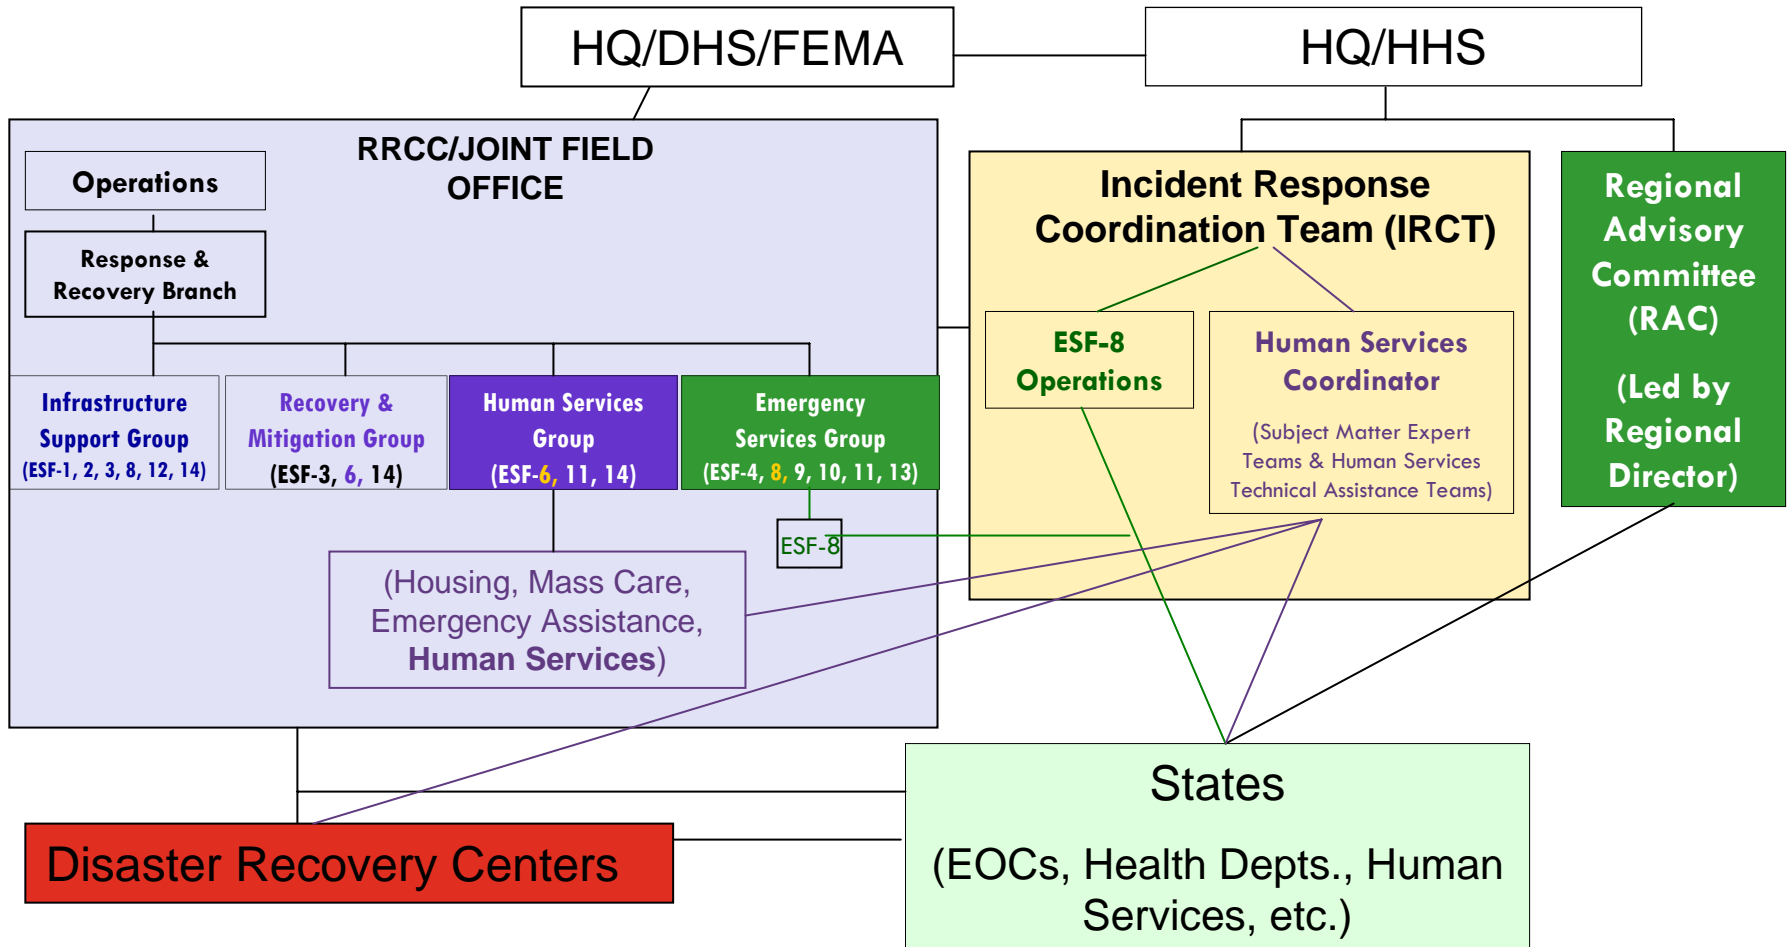 HQ/DHS/FEMA
HQ/HHS
RRCC/JOINT FIELD
OFFICE
Operations
Response &
Recovery Branch
Infrastructure
Support Group
(ESF-1, 2, 3, 8, 12, 14)
Recovery &
Mitigation Group
(ESF-3, 6, 14)
Human Services
Group
(ESF-6, 11, 14)
Emergency
Services Group
(ESF-4, 8, 9, 10, 11, 13)
ESF-8
(Housing, Mass Care,
Emergency Assistance,
Human Services)
Incident Response
Coordination Team (IRCT)
ESF-8
Operations
Human Services
Coordinator
(Subject Matter Expert
Teams & Human Services
Technical Assistance Teams)
Regional
Advisory
Committee
(RAC)
(Led by
Regional
Director)
Disaster Recovery Centers
States
(EOCs, Health Depts., Human
Services, etc.)